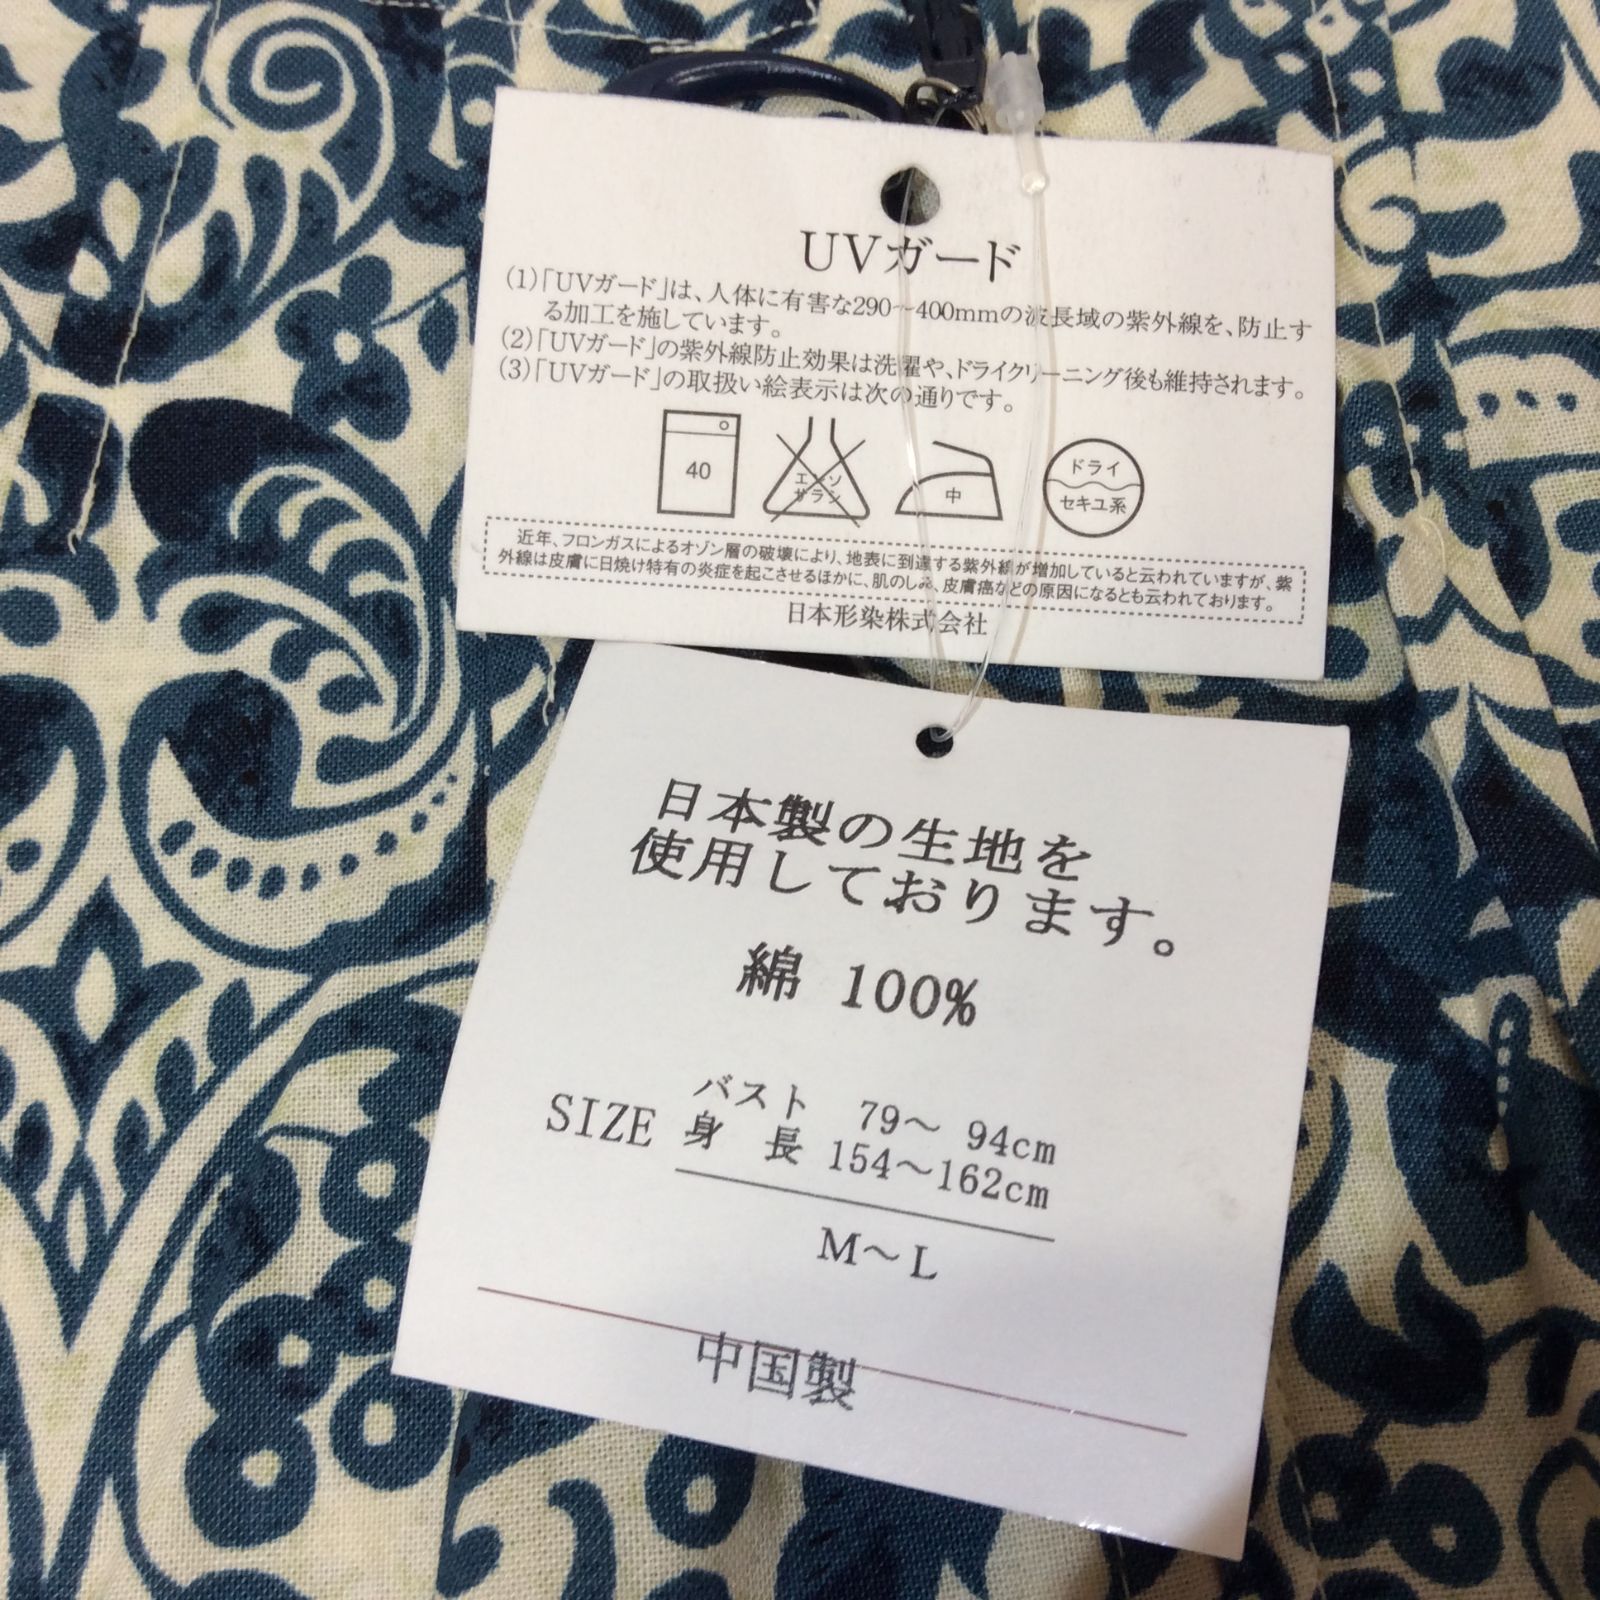 UVガード
(1)「UVガード」は、人体に有害な290～400mmの波長域の紫外線を、防止す
る加工を施しています。
(2)「UVガード」の紫外線防止効果は洗濯や、ドライクリーニング後も維持されます。
(3)「UVガード」の取扱い絵表示は次の通りです。
40
エンソ
サラシ
中
ドライ
セキユ系
近年、フロンガスによるオゾン層の破壊により、地表に到達する紫外線が増加していると云われていますが、紫
外線は皮膚に日焼け特有の炎症を起こさせるほかに、肌のしみ、皮膚癌などの原因になるとも云われております。
日本形染株式会社
日本製の生地を
使用しております。
綿 100%
バスト 79～ 94cm
SIZE 身 長 154～162cm
M～L
中国製